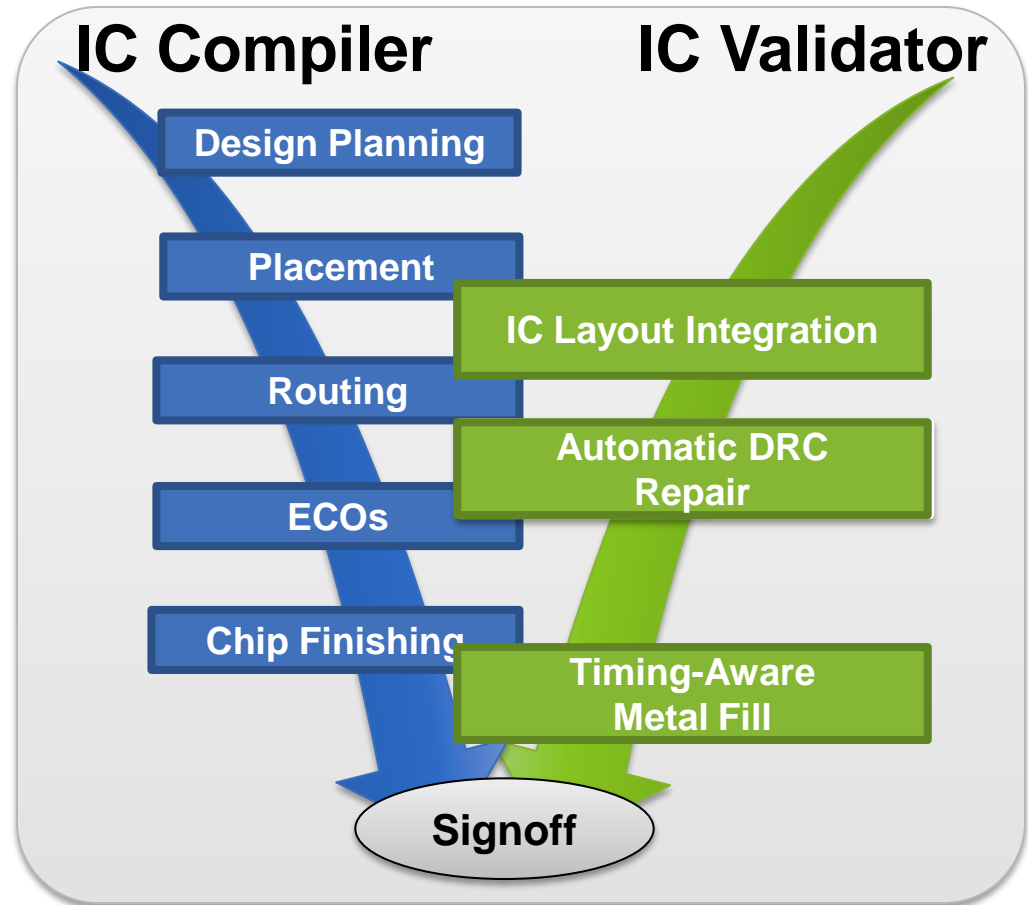 IC Compiler
IC Validator
Design Planning
Placement
IC Layout Integration
Routing
Automatic DRC
Repair
ECOs
Chip Finishing
Timing-Aware
Metal Fill
Signoff